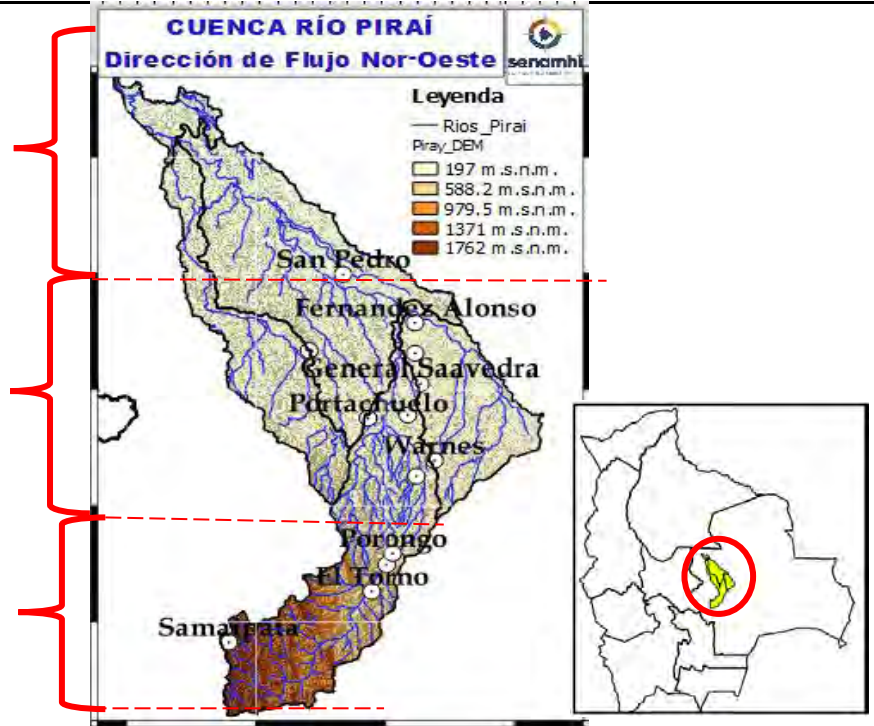 CUENCA RÍO PIRAÍ
Dirección de Flujo Nor-Oeste
senamhi
Leyenda
Rios_Pirai
Piray_DEM
197 m.s.n.m.
588.2 m.s.n.m.
979.5 m.s.n.m.
1371 m.s.n.m.
1762 m.s.n.m.
San Pedro
Fernandez Alonso
General Saavedra
Portachuelo
Warnes
Porongo
El Torno
Samaipata